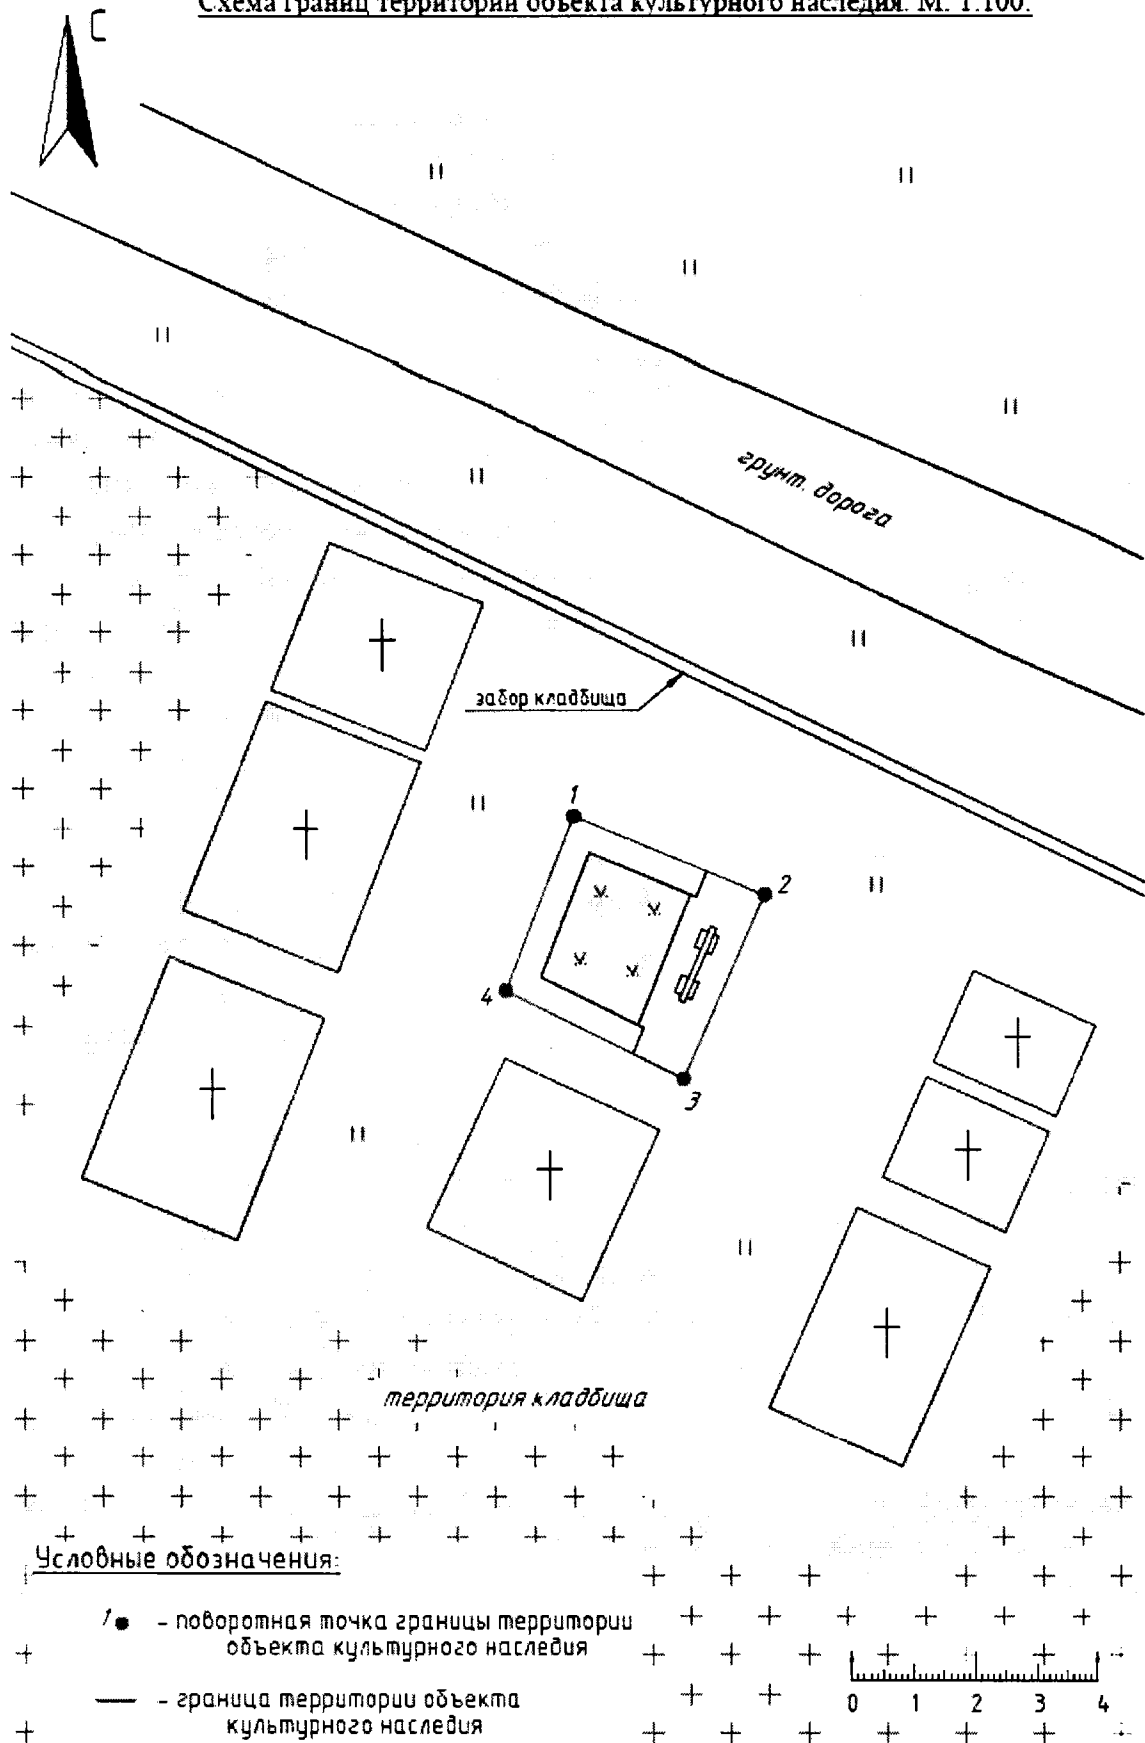 Схема границ территории объекта культурного наследия. М. 1:100.
С
грунт. дорога
забор кладбища
1
2
4
3
территория кладбища
Условные обозначения:
1 - поворотная точка границы территории
объекта культурного наследия
- граница территории объекта
культурного наследия
0 1 2 3 4